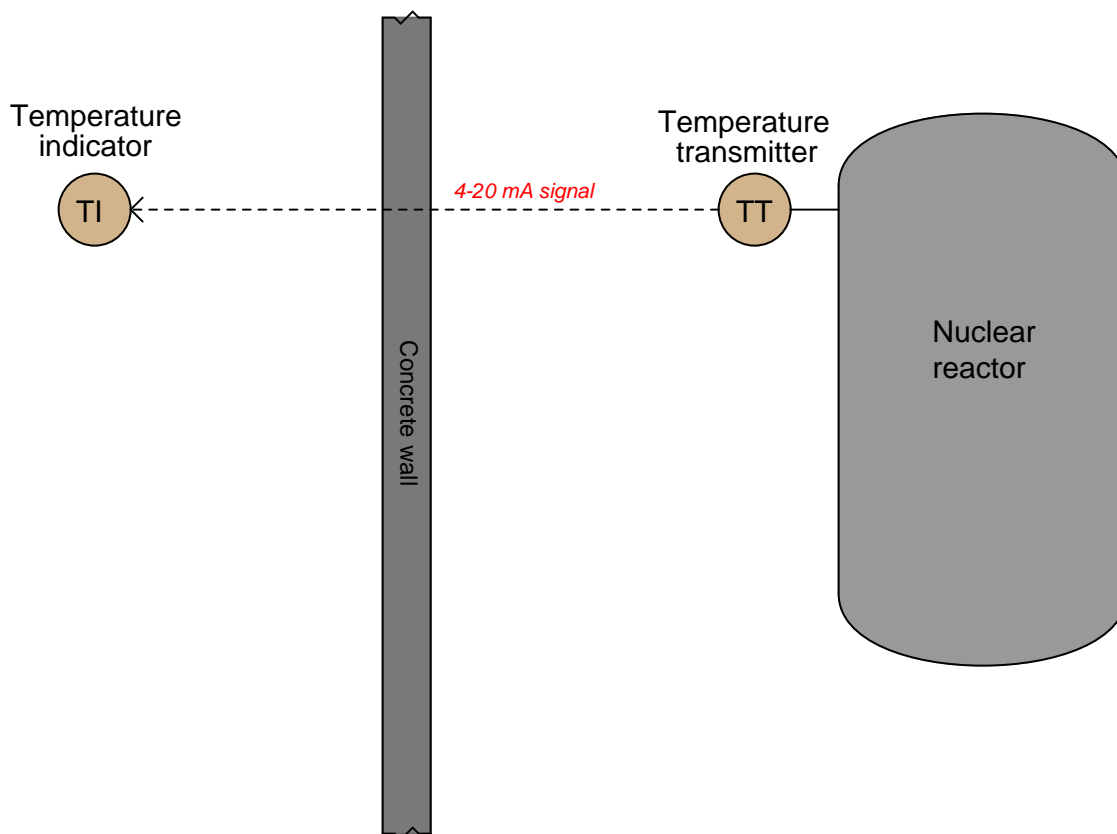 Temperature
indicator
TI
4-20 mA signal
Temperature
transmitter
TT
Concrete wall
Nuclear
reactor